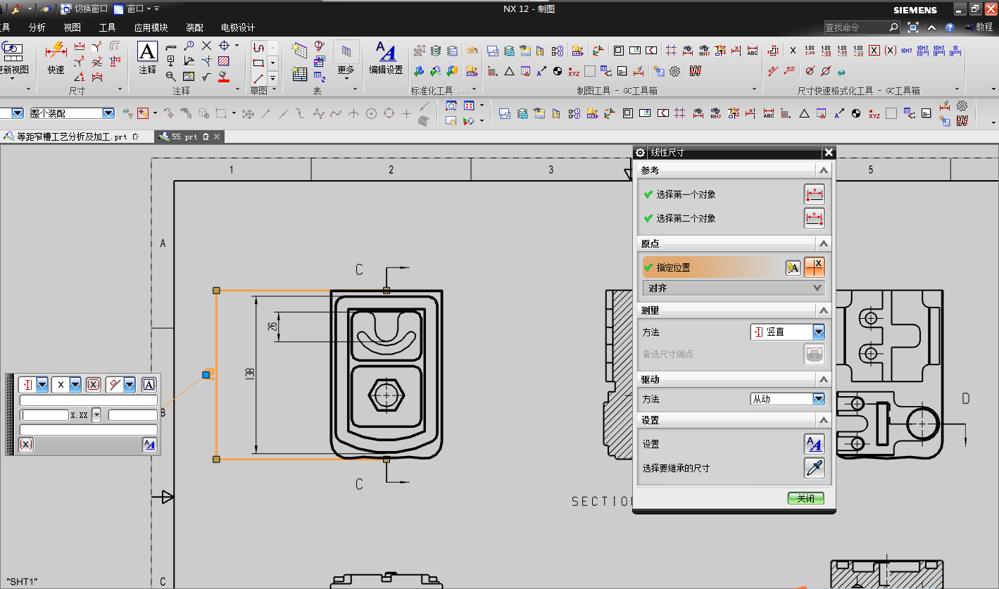 切换窗口 窗口 NX 12 - 制图 SIEMENS
工具 分析 视图 工具 应用模块 装配 电极设计 查找命令 教程
更新视图 快速 注释 更多 编辑设置
尺寸 注释 草图 表 标准化工具 ... 制图工具 - GC工具箱 尺寸快速格式化工具 - GC工具箱
整个装配
等距窄槽工艺分析及加工.prt 55.prt
线性尺寸
1 2 3 5
参考
选择第一个对象
选择第二个对象
A
原点
指定位置
C
对齐
测量
方法 竖直
26
备选尺寸端点
138
驱动
方法 从动
D
X.XX
B
设置
设置
选择要继承的尺寸
C
关闭
SECTIO
"SHT1"
C